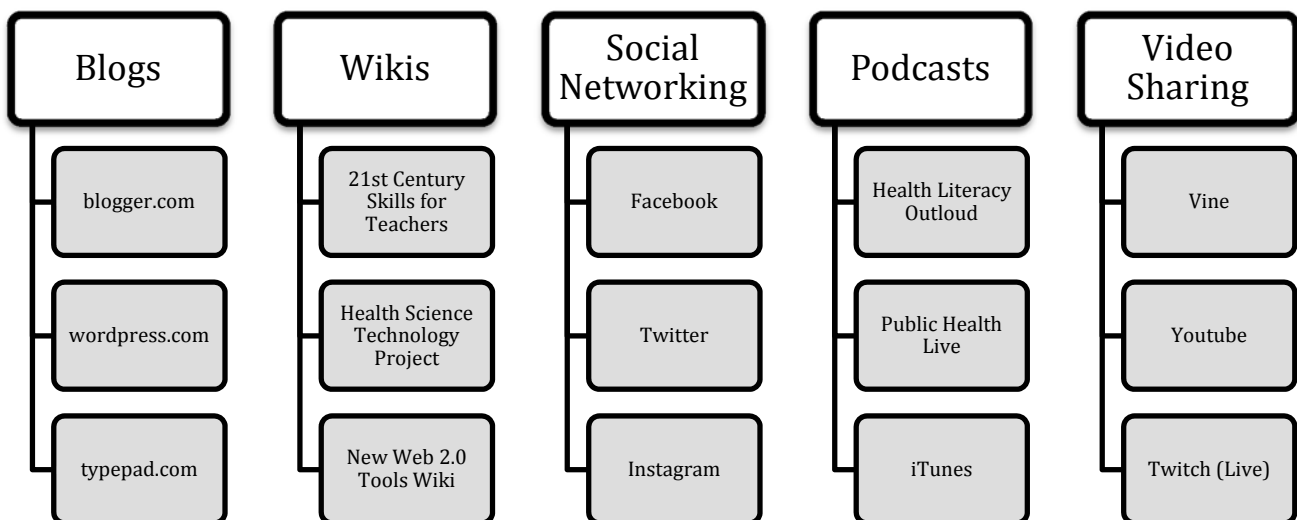 Blogs
blogger.com
wordpress.com
typepad.com
Wikis
21st Century
Skills for
Teachers
Health Science
Technology
Project
New Web 2.0
Tools Wiki
Social
Networking
Facebook
Twitter
Instagram
Podcasts
Health Literacy
Outloud
Public Health
Live
iTunes
Video
Sharing
Vine
Youtube
Twitch (Live)